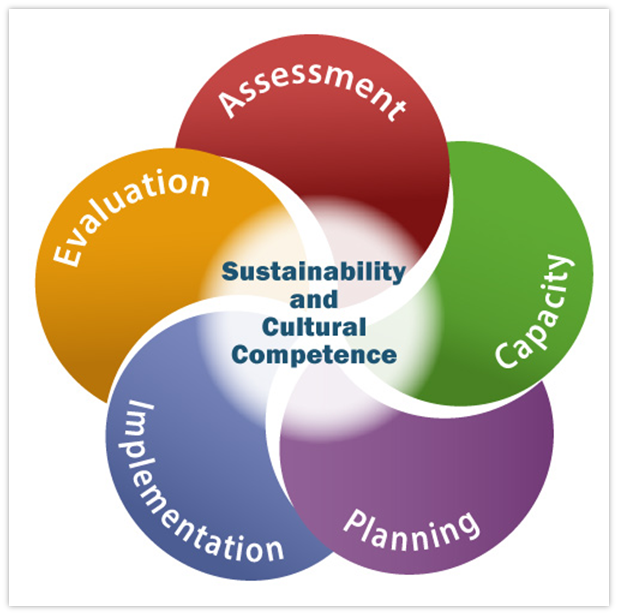 Assessment
Capacity
Planning
Implementation
Evaluation
Sustainability
and
Cultural
Competence